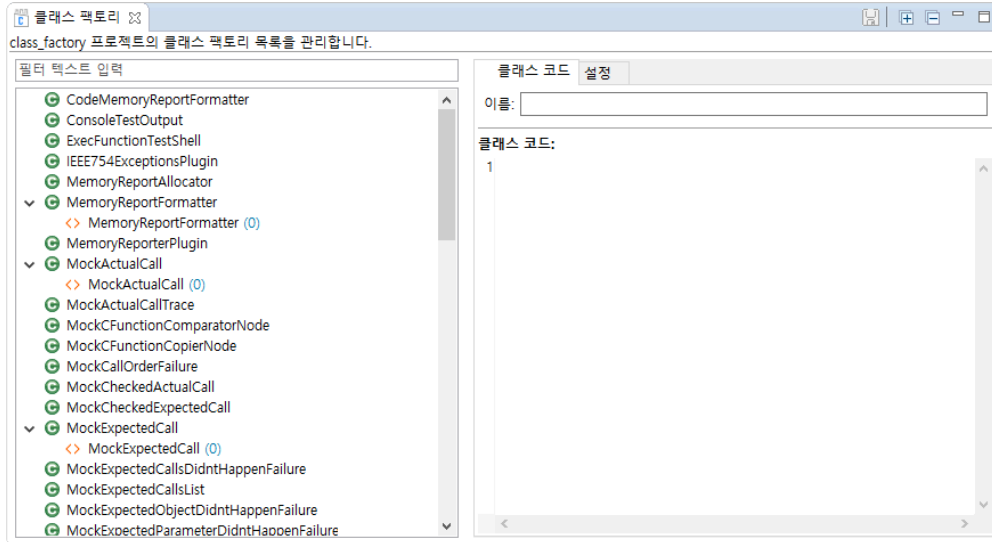 클래스 팩토리
class_factory 프로젝트의 클래스 팩토리 목록을 관리합니다.
필터 텍스트 입력
CodeMemoryReportFormatter
ConsoleTestOutput
ExecFunctionTestShell
IEEE754ExceptionsPlugin
MemoryReportAllocator
MemoryReportFormatter
<> MemoryReportFormatter (0)
MemoryReporterPlugin
MockActualCall
<> MockActualCall (0)
MockActualCallTrace
MockCFunctionComparatorNode
MockCFunctionCopierNode
MockCallOrderFailure
MockCheckedActualCall
MockCheckedExpectedCall
MockExpectedCall
<> MockExpectedCall (0)
MockExpectedCallsDidntHappenFailure
MockExpectedCallsList
MockExpectedObjectDidntHappenFailure
MockExpectedParameterDidntHappenFailure
클래스 코드 설정
이름:
클래스 코드:
1